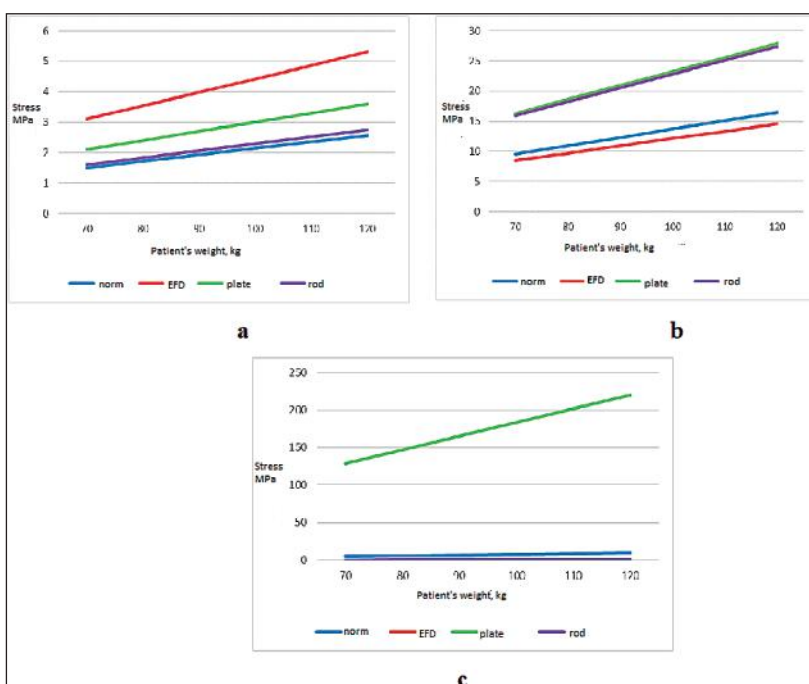 6
5
4
Stress
MPa
3
2
1
0
70 80 90 100 110 120
Patient's weight, kg
norm EFD plate rod
a
30
25
20
Stress
MPa
15
10
5
0
70 80 90 100 110 120
Patient's weight, kg
norm EFD plate rod
b
250
200
150
Stress
MPa
100
50
0
70 80 90 100 110 120
Patient's weight, kg
norm EFD plate rod
c